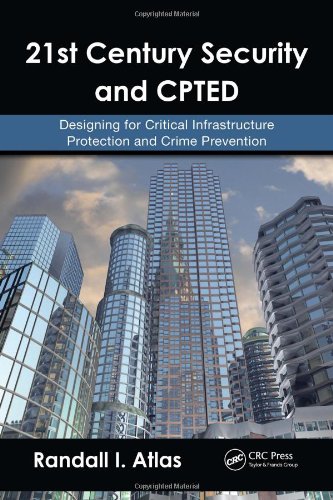 21st Century Security
and CPTED
Designing for Critical Infrastructure
Protection and Crime Prevention
Randall I. Atlas
CRC
CRC Press
Taylor & Francis Group